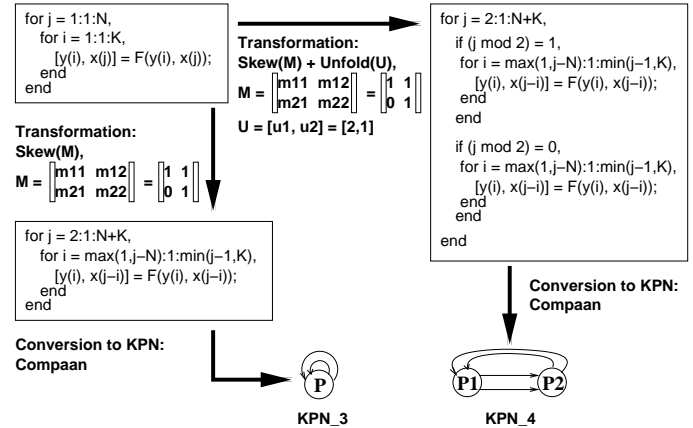 for j = 1:1:N,
for i = 1:1:K,
[y(i), x(j)] = F(y(i), x(j));
end
end
Transformation:
Skew(M) + Unfold(U),
M = [m11 m12
m21 m22] = [1 1
0 1]
U = [u1, u2] = [2,1]
for j = 2:1:N+K,
if (j mod 2) = 1,
for i = max(1,j−N):1:min(j−1,K),
[y(i), x(j−i)] = F(y(i), x(j−i));
end
end
if (j mod 2) = 0,
for i = max(1,j−N):1:min(j−1,K),
[y(i), x(j−i)] = F(y(i), x(j−i));
end
end
end
Transformation:
Skew(M),
M = [m11 m12
m21 m22] = [1 1
0 1]
for j = 2:1:N+K,
for i = max(1,j−N):1:min(j−1,K),
[y(i), x(j−i)] = F(y(i), x(j−i));
end
end
Conversion to KPN:
Compaan
Conversion to KPN:
Compaan
P
KPN_3
P1
P2
KPN_4